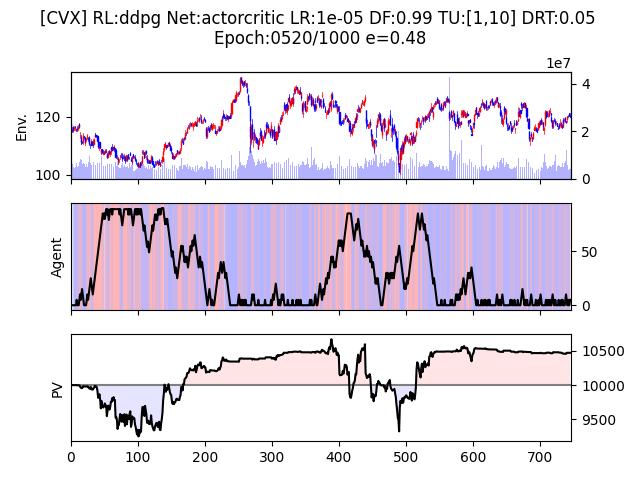 [CVX] RL:ddpg Net:actorcritic LR:1e-05 DF:0.99 TU:[1,10] DRT:0.05
Epoch:0520/1000 e=0.48
1e7
Env.
120
100
4
2
0
Agent
50
0
PV
10500
10000
9500
0 100 200 300 400 500 600 700